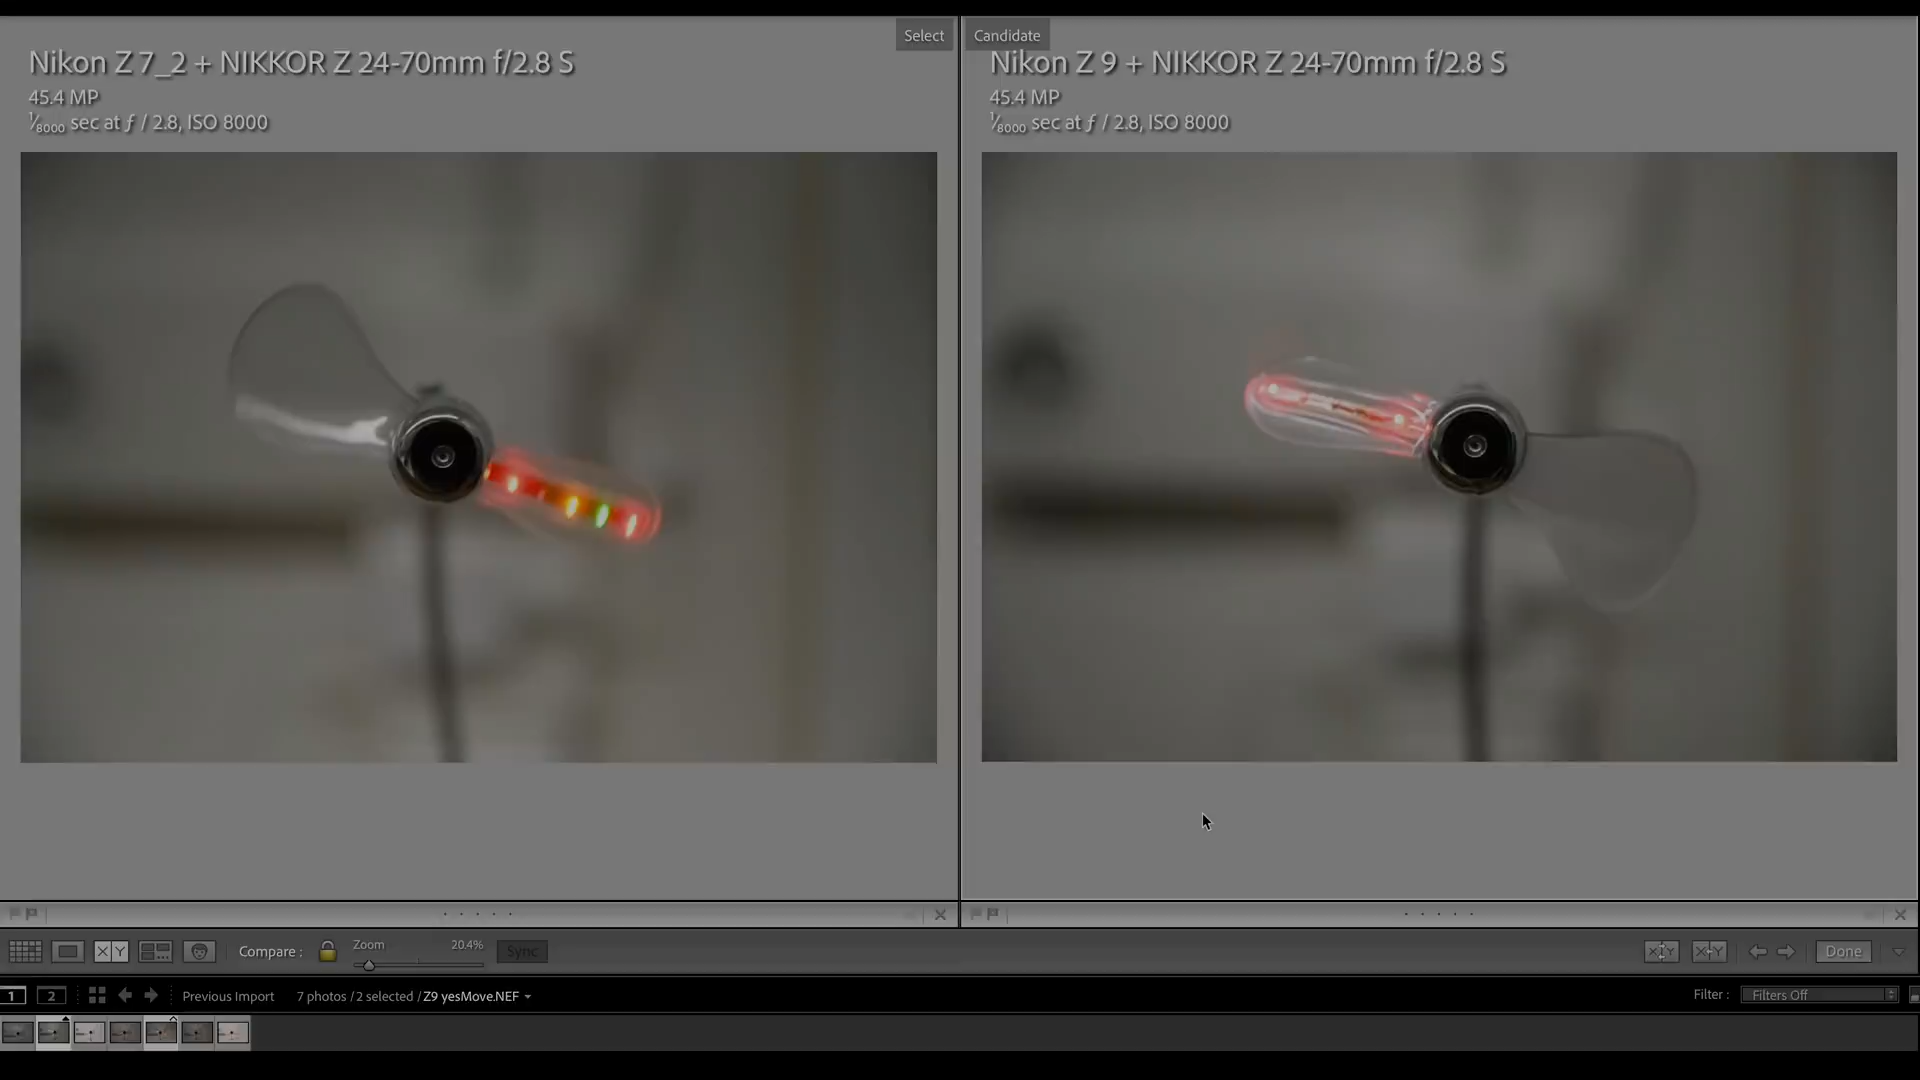 Select
Nikon Z 7_2 + NIKKOR Z 24-70mm f/2.8 S
45.4 MP
1/8000 sec at ƒ / 2.8, ISO 8000
Candidate
Nikon Z 9 + NIKKOR Z 24-70mm f/2.8 S
45.4 MP
1/8000 sec at ƒ / 2.8, ISO 8000
X Y Compare : Zoom 20.4% Sync X Y X Y Done
1 2 Previous Import 7 photos / 2 selected / Z9 yesMove.NEF Filter : Filters Off